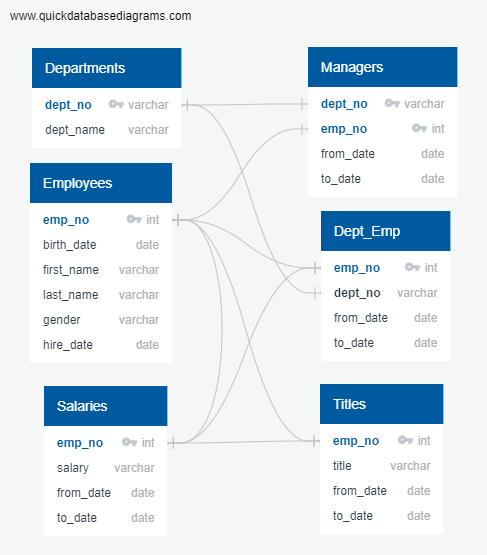 www.quickdatabasediagrams.com
Departments
dept_no varchar
dept_name varchar
Managers
dept_no varchar
emp_no int
from_date date
to_date date
Employees
emp_no int
birth_date date
first_name varchar
last_name varchar
gender varchar
hire_date date
Dept_Emp
emp_no int
dept_no varchar
from_date date
to_date date
Salaries
emp_no int
salary varchar
from_date date
to_date date
Titles
emp_no int
title varchar
from_date date
to_date date